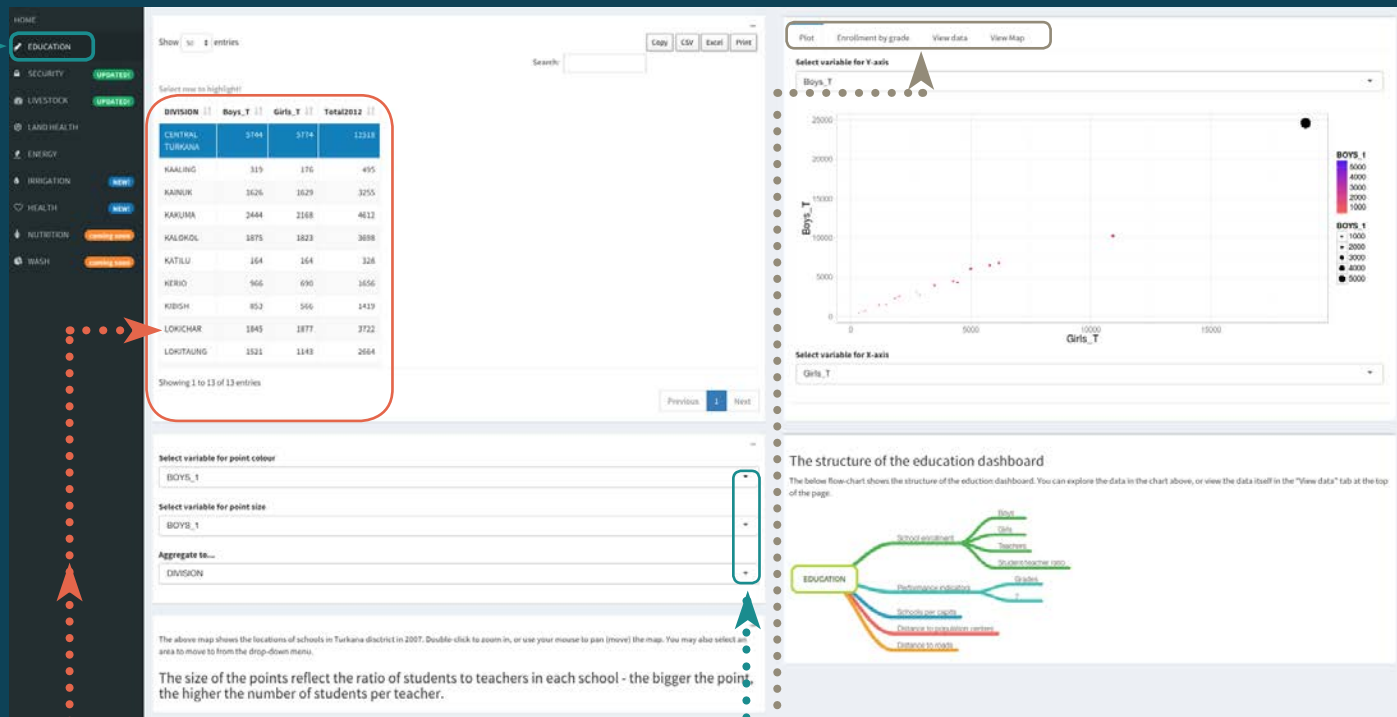 HOME
EDUCATION
SECURITY UPDATED!
LIVESTOCK UPDATED!
LAND HEALTH
ENERGY
IRRIGATION NEW!
HEALTH NEW!
NUTRITION coming soon
WASH coming soon
Show 50 entries
Copy CSV Excel Print
Search:
Select row to highlight!
DIVISION Boys_T Girls_T Total2012
CENTRAL TURKANA 5744 5774 12318
KAALING 319 176 495
KAINUK 1626 1629 3255
KAKUMA 2444 2168 4612
KALOKOL 1875 1823 3698
KATILU 164 164 328
KERIO 966 690 1656
KIBISH 853 566 1419
LOKICHAR 1845 1877 3722
LOKITAUNG 1521 1143 2664
Showing 1 to 13 of 13 entries
Previous 1 Next
Select variable for point colour
BOYS_1
Select variable for point size
BOYS_1
Aggregate to...
DIVISION
The above map shows the locations of schools in Turkana disctrict in 2007. Double-click to zoom in, or use your mouse to pan (move) the map. You may also select an
area to move to from the drop-down menu.
The size of the points reflect the ratio of students to teachers in each school - the bigger the point,
the higher the number of students per teacher.
Plot Enrollment by grade View data View Map
Select variable for Y-axis
Boys_T
25000
20000
15000
10000
5000
0
Boys_T
0 5000 10000 15000
Girls_T
BOYS_1
5000
4000
3000
2000
1000
BOYS_1
1000
2000
3000
4000
5000
Select variable for X-axis
Girls_T
The structure of the education dashboard
The below flow-chart shows the structure of the eduction dashboard. You can explore the data in the chart above, or view the data itself in the "View data" tab at the top
of the page.
EDUCATION
School enrollment
Boys
Girls
Teachers
Student:teacher ratio
Performance indicators
Grades
?
Schools per capita
Distance to population centers
Distance to roads